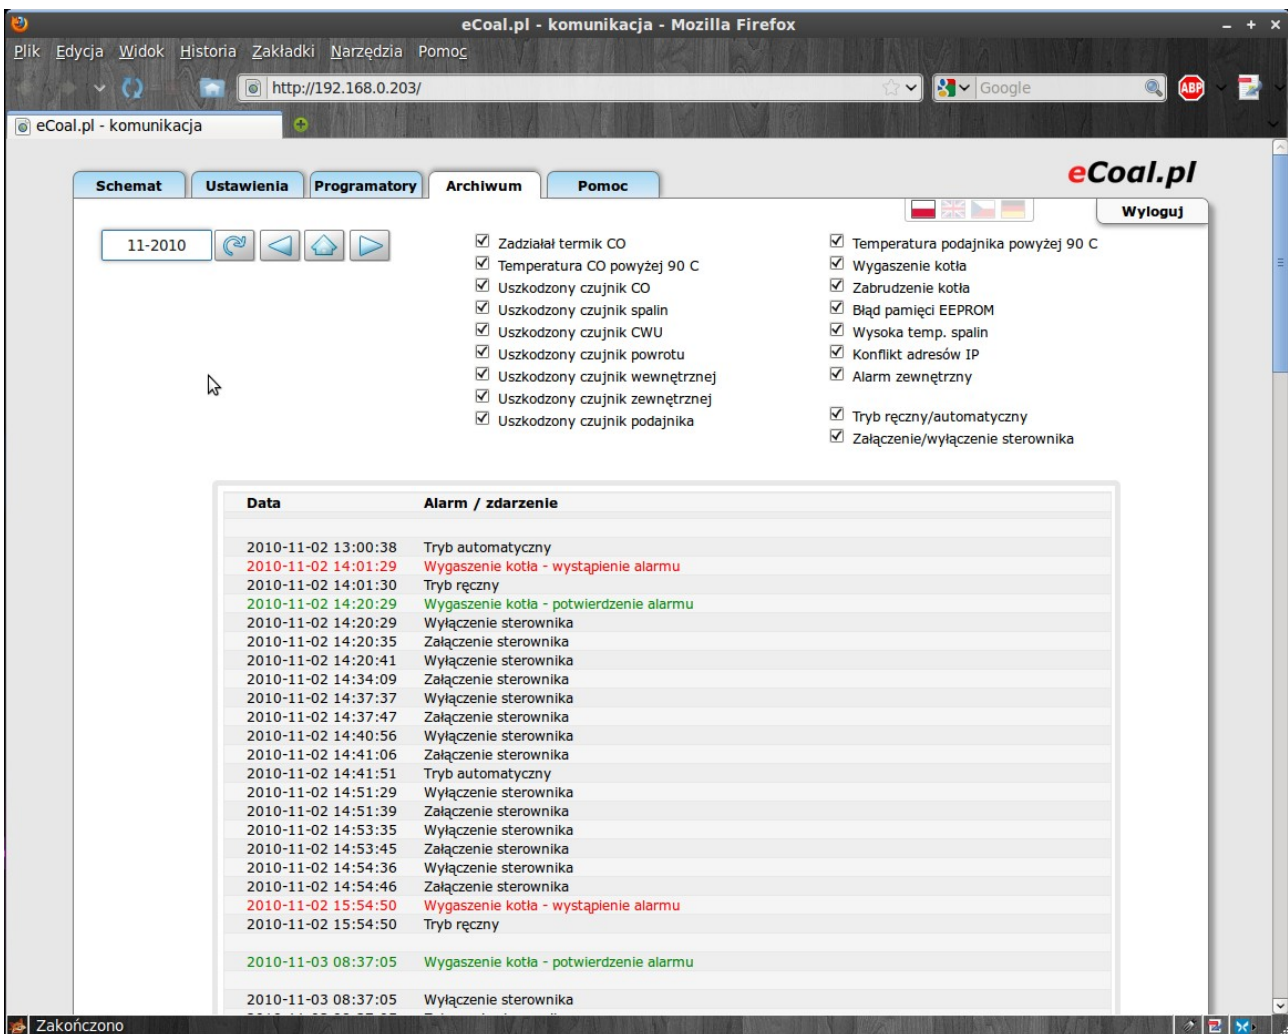 eCoal.pl - komunikacja - Mozilla Firefox
Plik Edycja Widok Historia Zakładki Narzędzia Pomoc
http://192.168.0.203/ Google ABP
eCoal.pl - komunikacja
eCoal.pl
Schemat Ustawienia Programatory Archiwum Pomoc
Wyloguj
11-2010
Zadziałał termik CO
Temperatura CO powyżej 90 C
Uszkodzony czujnik CO
Uszkodzony czujnik spalin
Uszkodzony czujnik CWU
Uszkodzony czujnik powrotu
Uszkodzony czujnik wewnętrznej
Uszkodzony czujnik zewnętrznej
Uszkodzony czujnik podajnika
Temperatura podajnika powyżej 90 C
Wygaszenie kotła
Zabrudzenie kotła
Błąd pamięci EEPROM
Wysoka temp. spalin
Konflikt adresów IP
Alarm zewnętrzny
Tryb ręczny/automatyczny
Załączenie/wyłączenie sterownika
Data Alarm / zdarzenie
2010-11-02 13:00:38 Tryb automatyczny
2010-11-02 14:01:29 Wygaszenie kotła - wystąpienie alarmu
2010-11-02 14:01:30 Tryb ręczny
2010-11-02 14:20:29 Wygaszenie kotła - potwierdzenie alarmu
2010-11-02 14:20:29 Wyłączenie sterownika
2010-11-02 14:20:35 Załączenie sterownika
2010-11-02 14:20:41 Wyłączenie sterownika
2010-11-02 14:34:09 Załączenie sterownika
2010-11-02 14:37:37 Wyłączenie sterownika
2010-11-02 14:37:47 Załączenie sterownika
2010-11-02 14:40:56 Wyłączenie sterownika
2010-11-02 14:41:06 Załączenie sterownika
2010-11-02 14:41:51 Tryb automatyczny
2010-11-02 14:51:29 Wyłączenie sterownika
2010-11-02 14:51:39 Załączenie sterownika
2010-11-02 14:53:35 Wyłączenie sterownika
2010-11-02 14:53:45 Załączenie sterownika
2010-11-02 14:54:36 Wyłączenie sterownika
2010-11-02 14:54:46 Załączenie sterownika
2010-11-02 15:54:50 Wygaszenie kotła - wystąpienie alarmu
2010-11-02 15:54:50 Tryb ręczny
2010-11-03 08:37:05 Wygaszenie kotła - potwierdzenie alarmu
2010-11-03 08:37:05 Wyłączenie sterownika
Zakończono